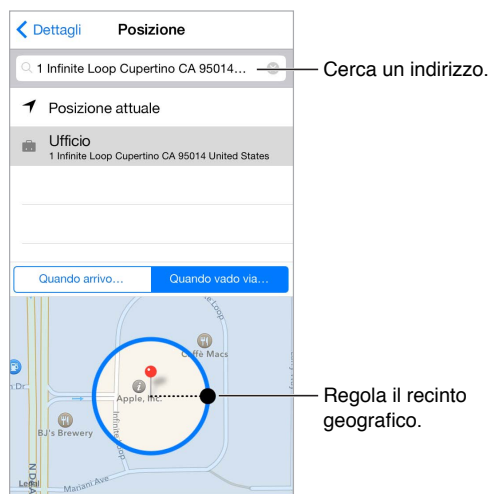 Dettagli Posizione
1 Infinite Loop Cupertino CA 95014…
Cerca un indirizzo.
Posizione attuale
Ufficio
1 Infinite Loop Cupertino CA 95014 United States
Quando arrivo…
Quando vado via…
Loop
Caffè Macs
Apple, Inc.
Regola il recinto
geografico.
Dr
BJ's Brewery
Infinite Loop
N D
Legal
Mariani Ave